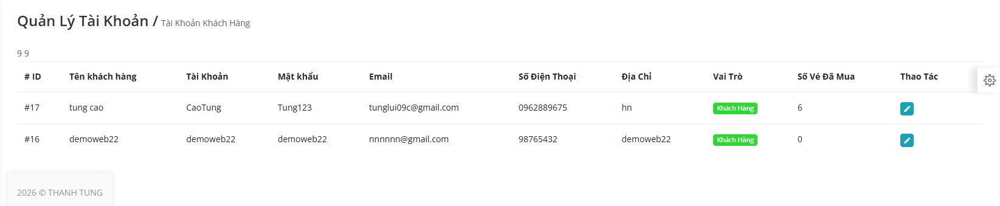 Quản Lý Tài Khoản / Tài Khoản Khách Hàng
9 9
# ID Tên khách hàng Tài Khoản Mật khẩu Email Số Điện Thoại Địa Chỉ Vai Trò Số Vé Đã Mua Thao Tác
#17 tung cao CaoTung Tung123 tunglui09c@gmail.com 0962889675 hn Khách Hàng 6
#16 demoweb22 demoweb22 demoweb22 nnnnnn@gmail.com 98765432 demoweb22 Khách Hàng 0
2026 © THANH TUNG